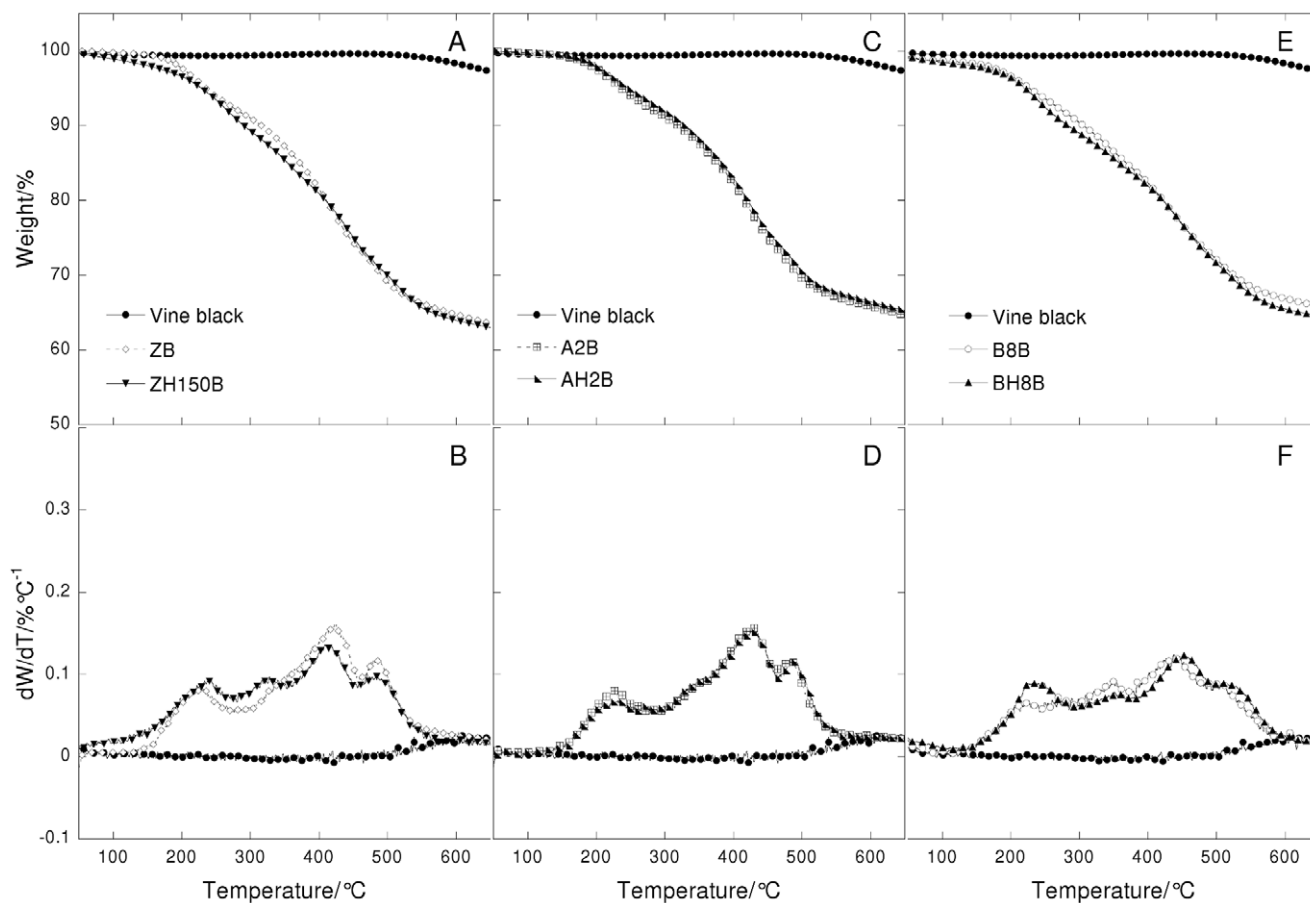 A
C
E
Weight/%
100
90
80
70
60
50
Vine black
ZB
ZH150B
Vine black
A2B
AH2B
Vine black
B8B
BH8B
B
D
F
dW/dT/%°C⁻¹
0.3
0.2
0.1
0
-0.1
100 200 300 400 500 600
100 200 300 400 500 600
100 200 300 400 500 600
Temperature/°C
Temperature/°C
Temperature/°C